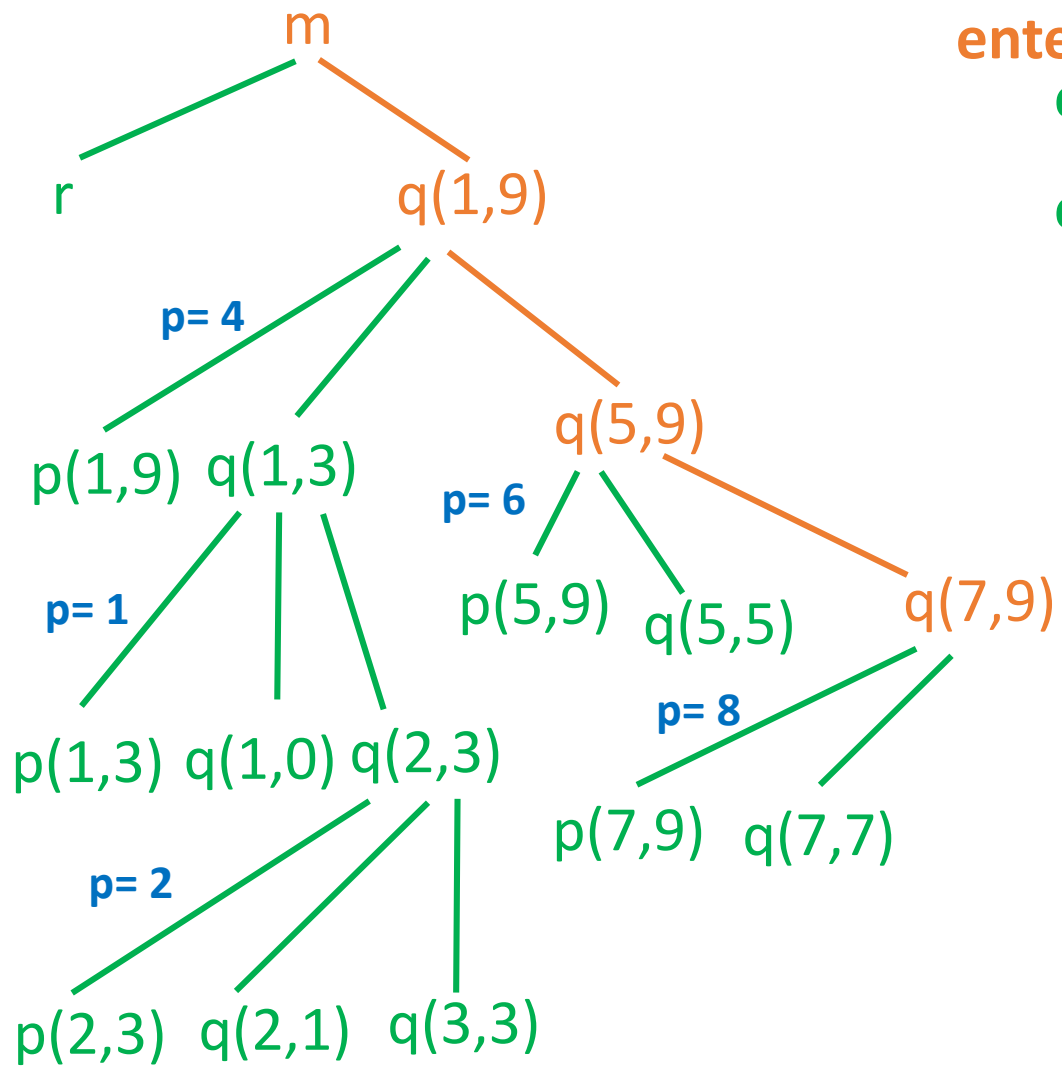 m
r
q(1,9)
p= 4
p(1,9) q(1,3)
q(5,9)
p= 6
p= 1
p(5,9) q(5,5)
q(7,9)
p= 8
p(1,3) q(1,0) q(2,3)
p(7,9) q(7,7)
p= 2
p(2,3) q(2,1) q(3,3)